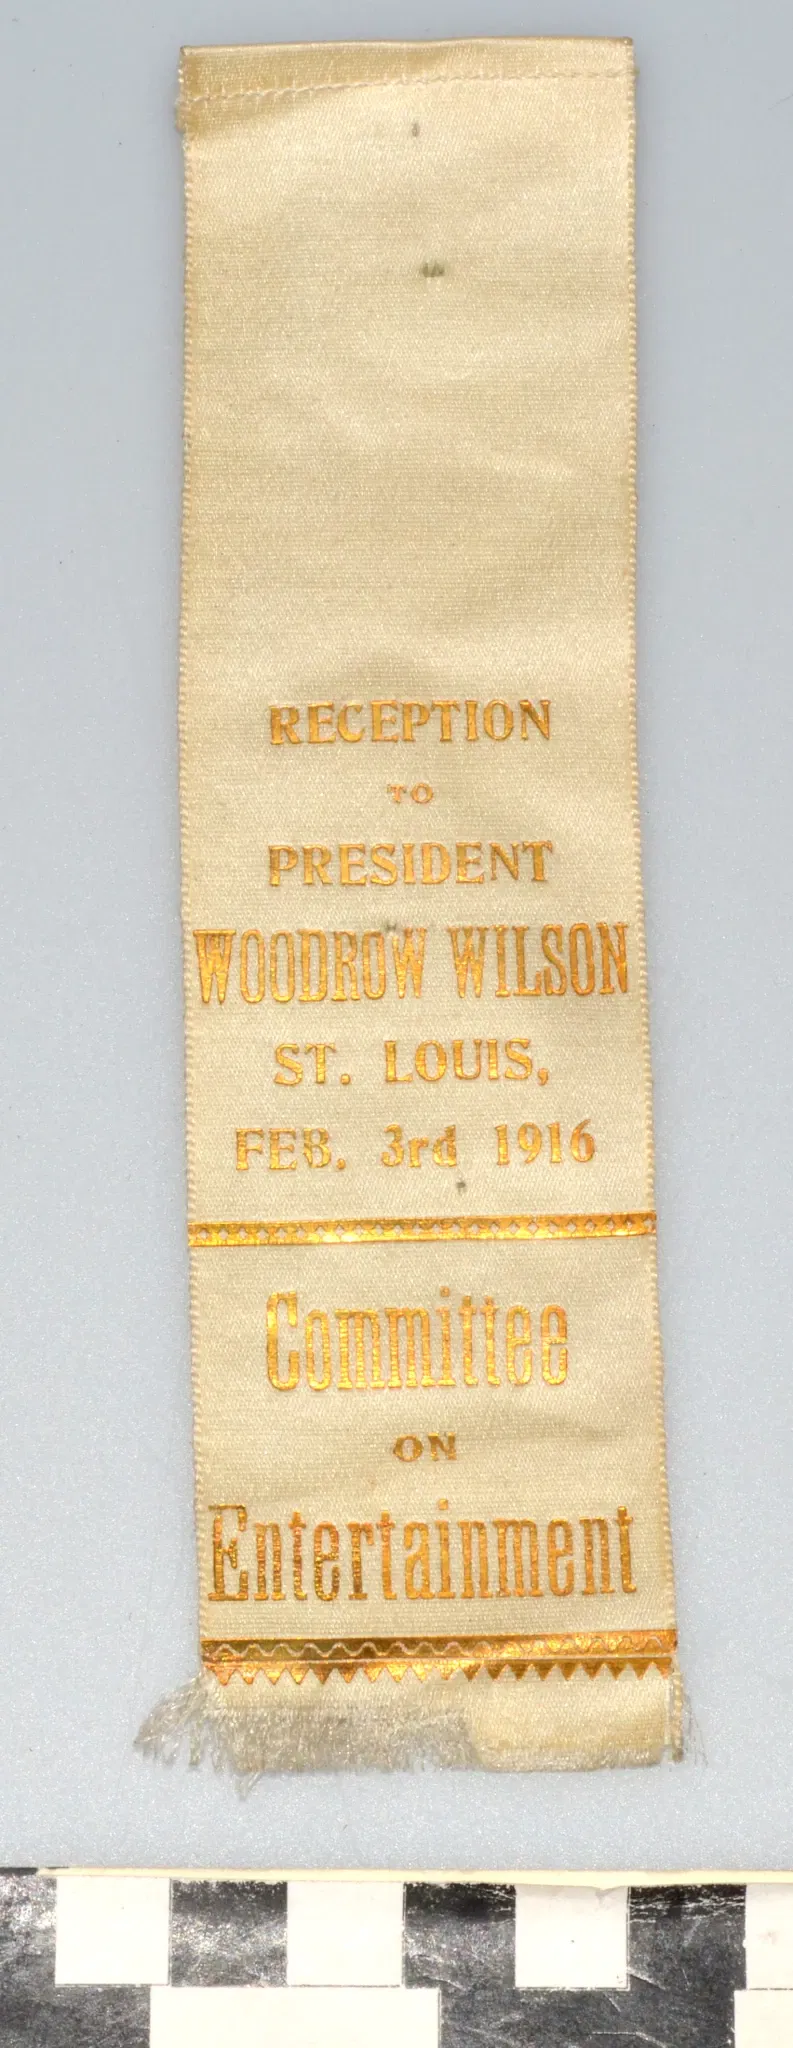 RECEPTION
TO
PRESIDENT
WOODROW WILSON
ST. LOUIS,
FEB. 3rd 1916
Committee
ON
Entertainment